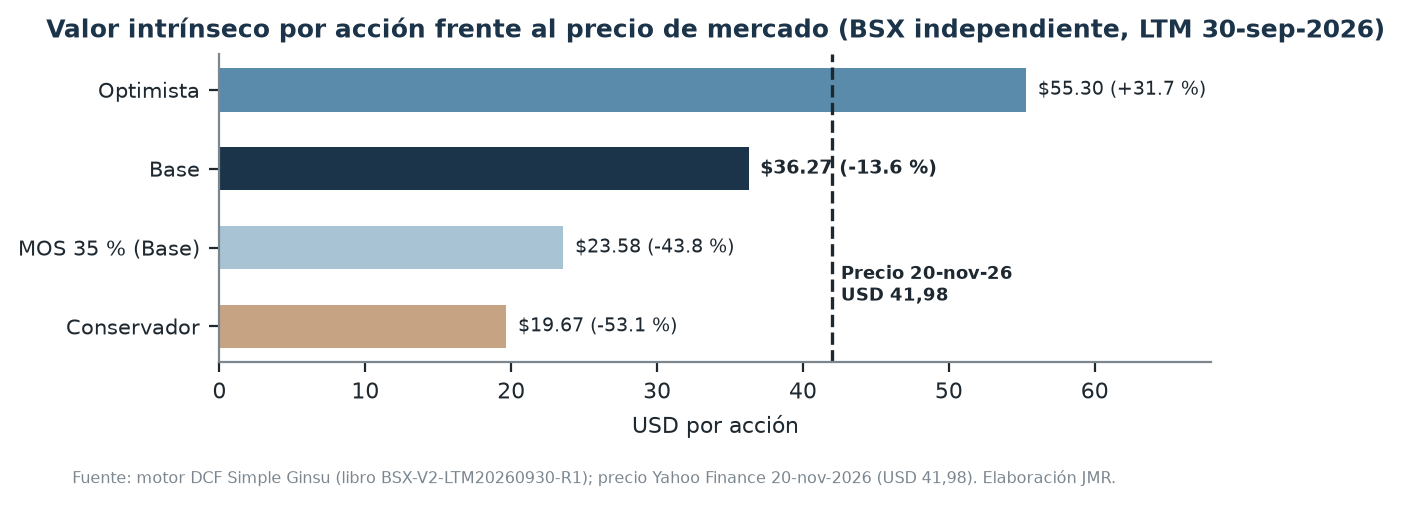 Valor intrínseco por acción frente al precio de mercado (BSX independiente, LTM 30-sep-2026)
Optimista
$55.30 (+31.7 %)
Base
$36.27 (-13.6 %)
MOS 35 % (Base)
$23.58 (-43.8 %)
Precio 20-nov-26
USD 41,98
Conservador
$19.67 (-53.1 %)
0 10 20 30 40 50 60
USD por acción
Fuente: motor DCF Simple Ginsu (libro BSX-V2-LTM20260930-R1); precio Yahoo Finance 20-nov-2026 (USD 41,98). Elaboración JMR.